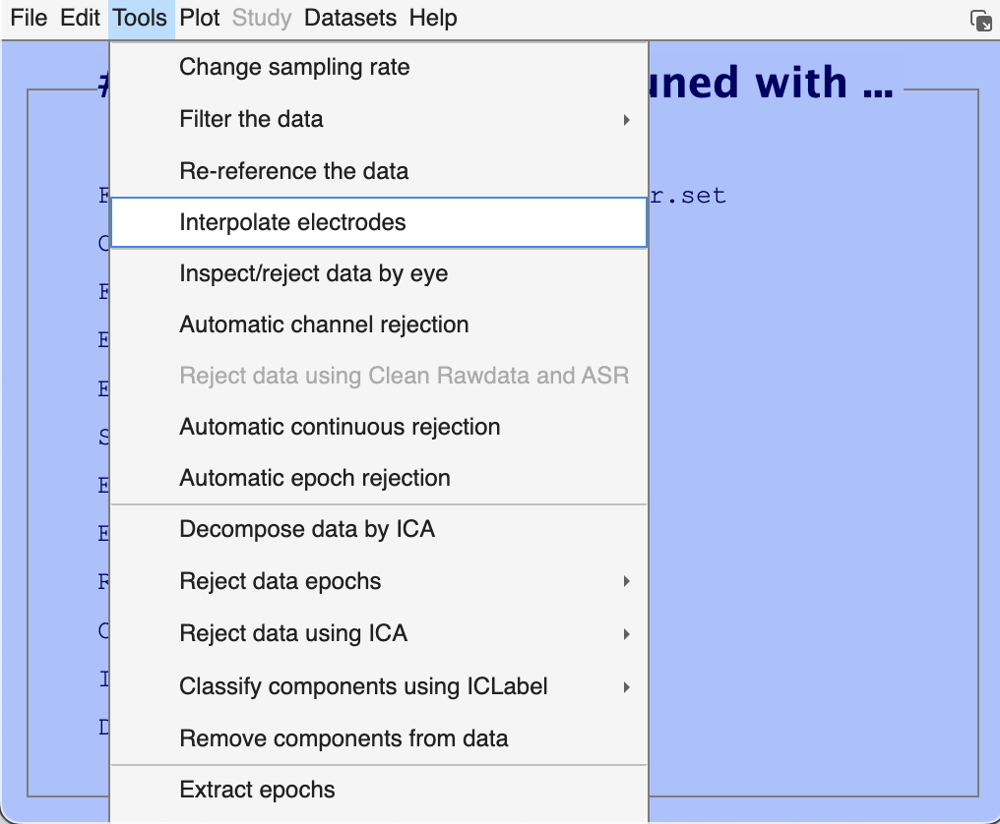 File Edit Tools Plot Study Datasets Help
Change sampling rate
#
uned with ...
Filter the data
Re-reference the data
r.set
Interpolate electrodes
Inspect/reject data by eye
Automatic channel rejection
Reject data using Clean Rawdata and ASR
Automatic continuous rejection
Automatic epoch rejection
Decompose data by ICA
Reject data epochs
Reject data using ICA
Classify components using ICLabel
Remove components from data
Extract epochs